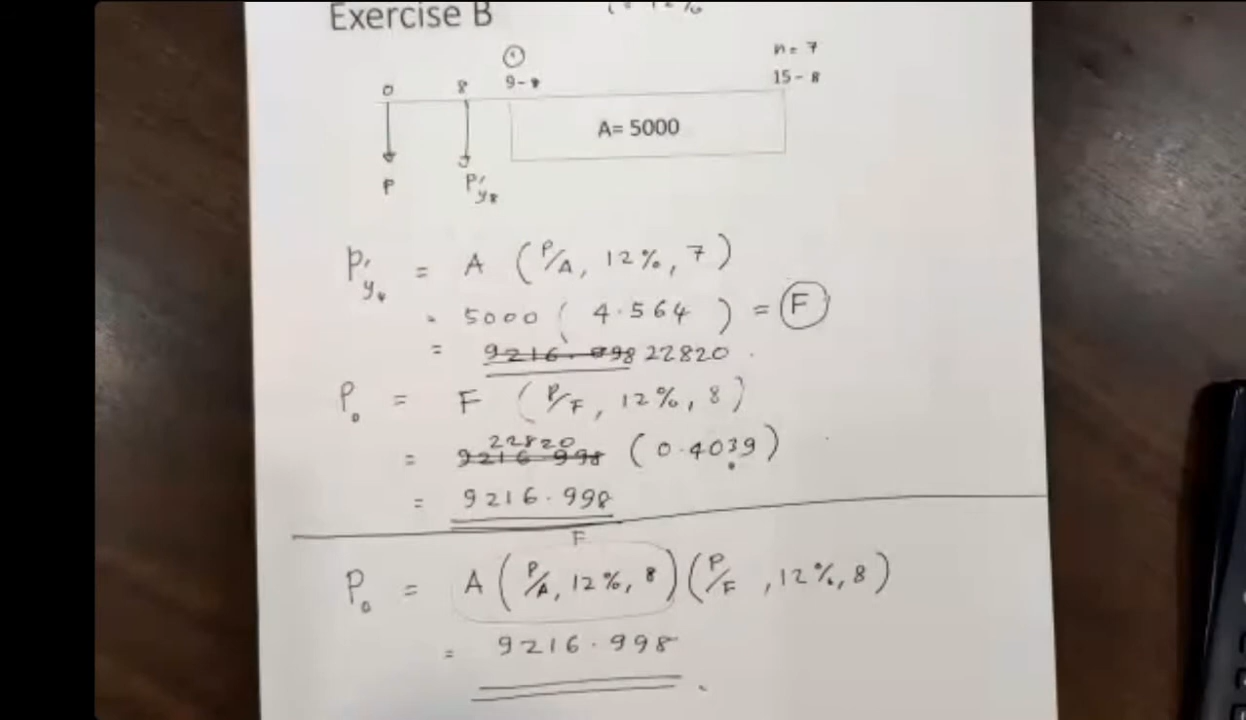 Exercise B
n = 7
0 8 9-8 15-8
A= 5000
P P'y8
P'y8 = A (P/A, 12%, 7)
= 5000 ( 4.564 ) = F
= 9216.998 22820
P0 = F (P/F, 12%, 8)
22820
= 9216.998 (0.4039)
= 9216.998
F
P0 = A (P/A, 12%, 8)(P/F, 12%, 8)
= 9216.998